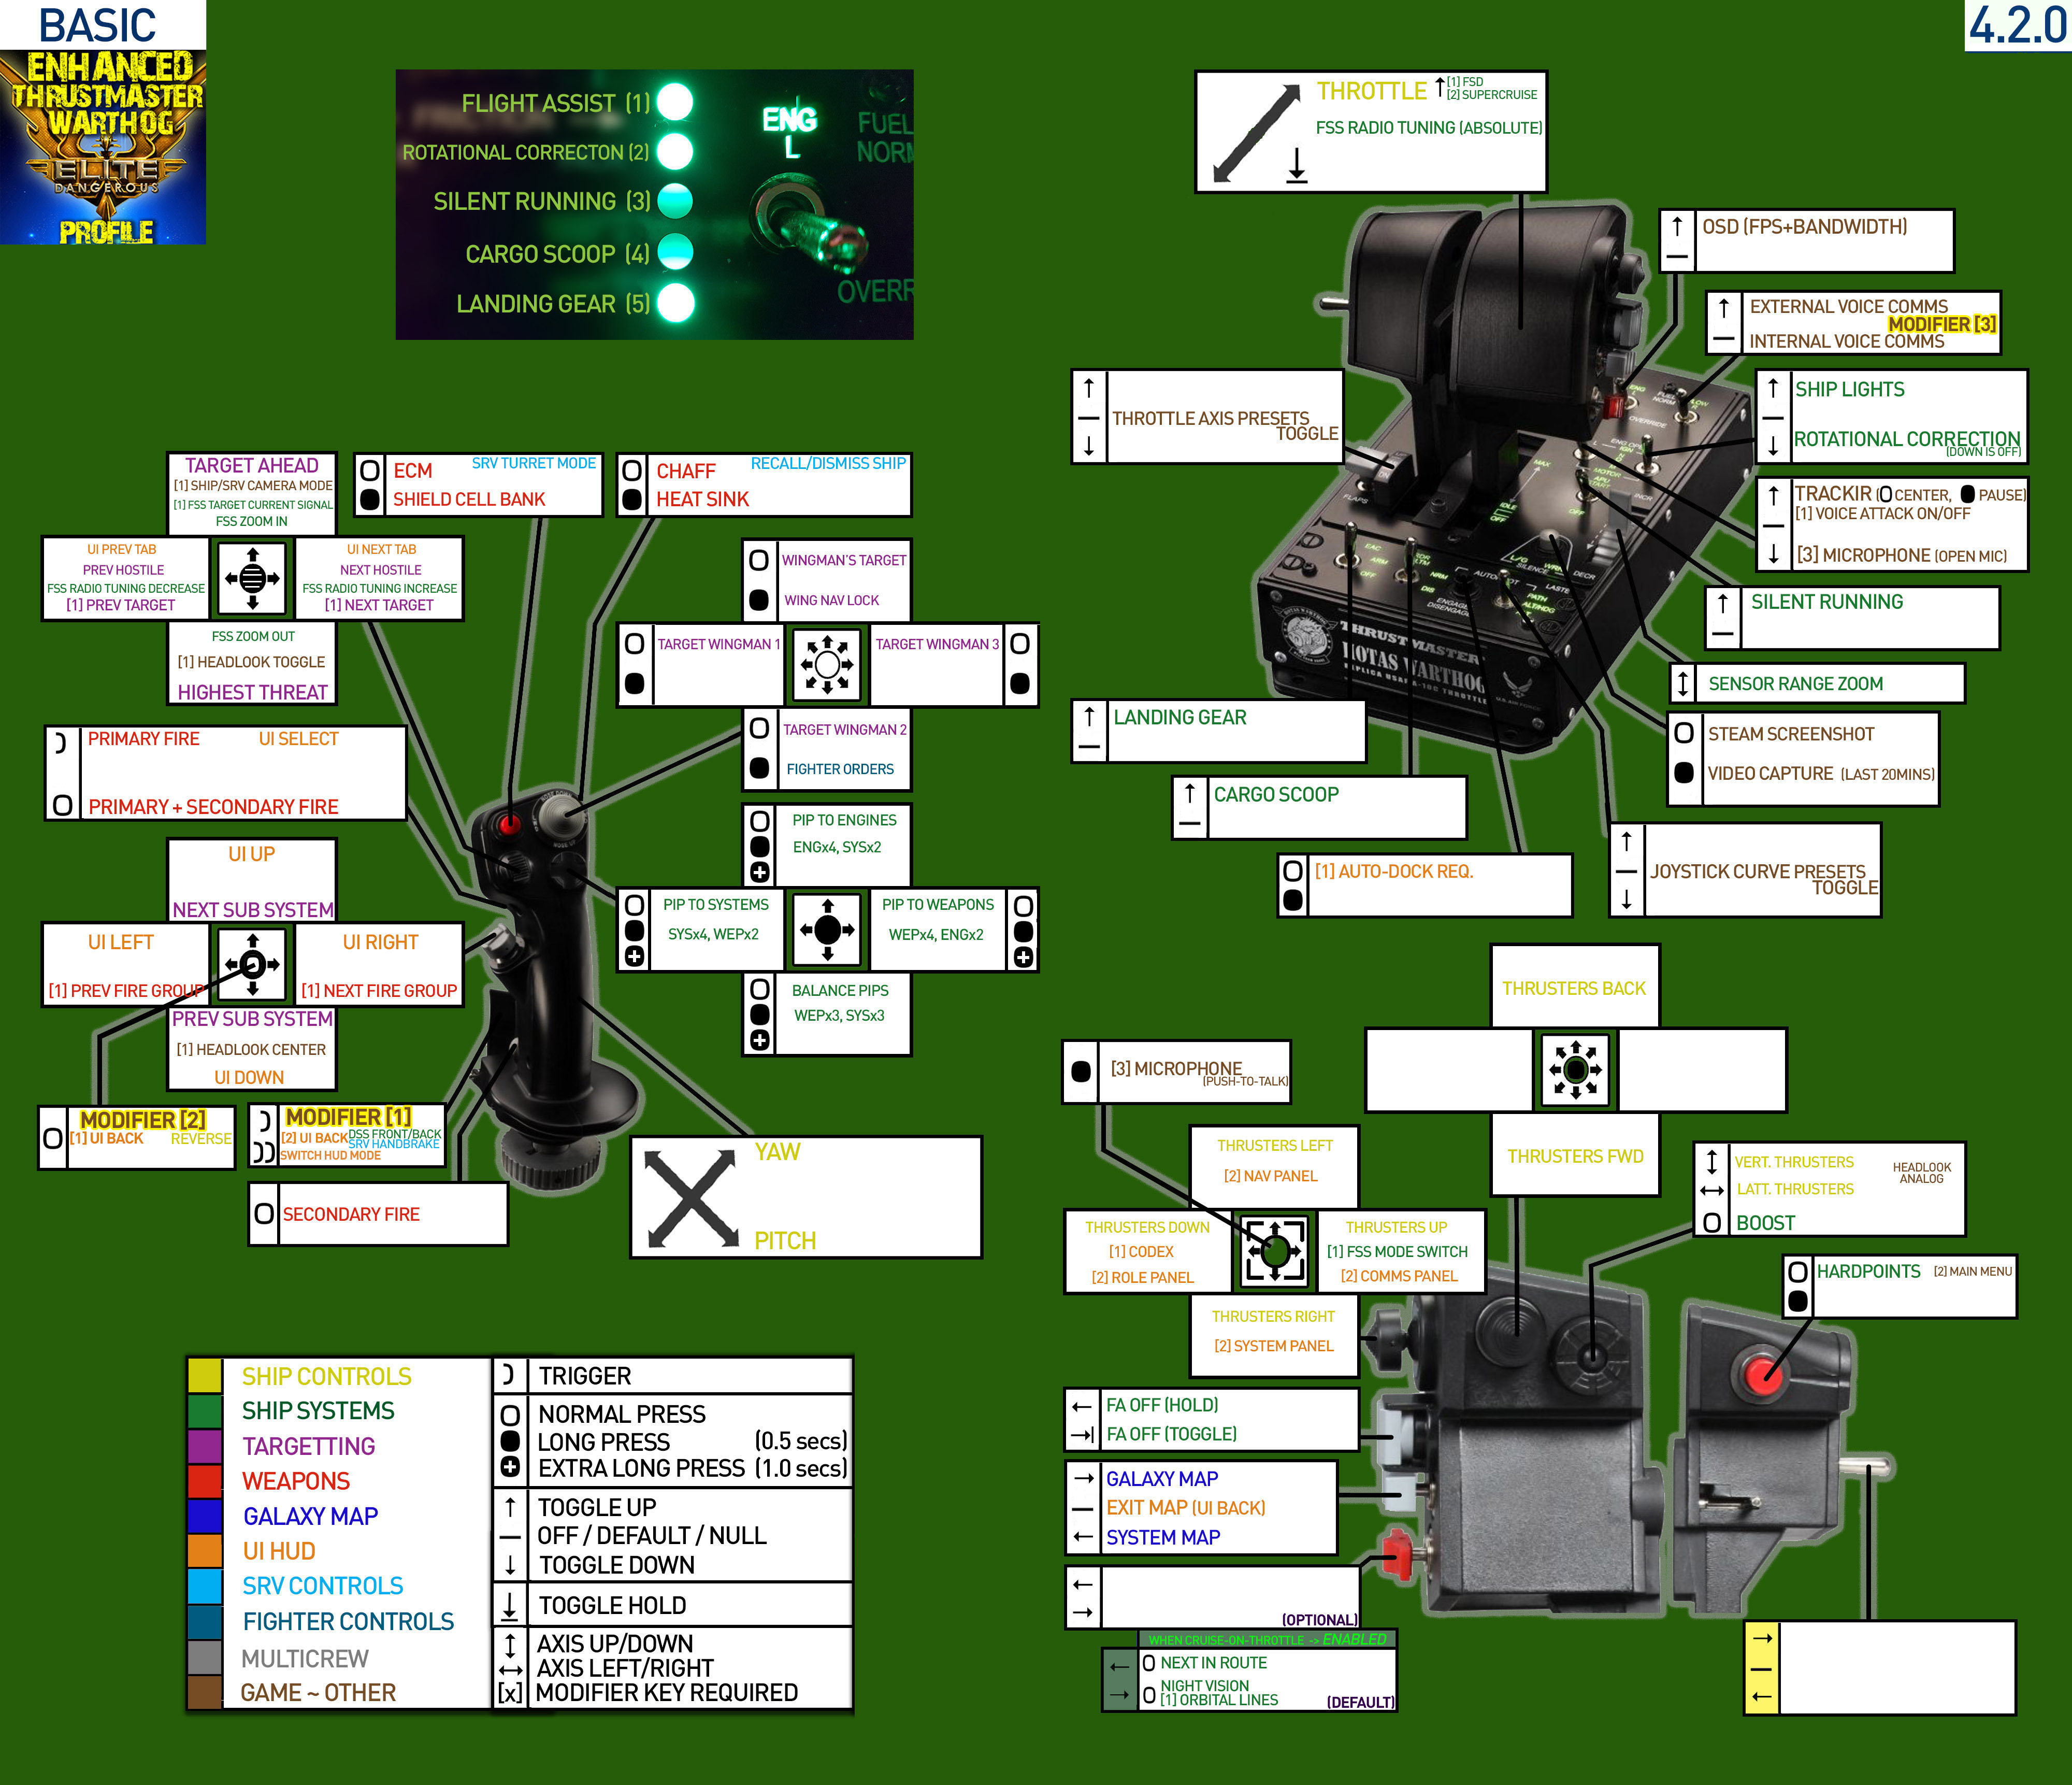 BASIC
4.2.0
ENHANCED
THRUSTMASTER
WARTHOG
ELITE
DANGEROUS
PROFILE
FLIGHT ASSIST (1)
ROTATIONAL CORRECTON (2)
SILENT RUNNING (3)
CARGO SCOOP (4)
LANDING GEAR (5)
ENG
L
FUEL
NORM
OVERR
THROTTLE
[1] FSD
[2] SUPERCRUISE
FSS RADIO TUNING (ABSOLUTE)
OSD (FPS+BANDWIDTH)
EXTERNAL VOICE COMMS
MODIFIER [3]
INTERNAL VOICE COMMS
SHIP LIGHTS
ROTATIONAL CORRECTION
(DOWN IS OFF)
THROTTLE AXIS PRESETS
TOGGLE
TRACKIR (CENTER, PAUSE)
[1] VOICE ATTACK ON/OFF
[3] MICROPHONE (OPEN MIC)
SILENT RUNNING
SENSOR RANGE ZOOM
STEAM SCREENSHOT
VIDEO CAPTURE (LAST 20MINS)
LANDING GEAR
CARGO SCOOP
[1] AUTO-DOCK REQ.
JOYSTICK CURVE PRESETS
TOGGLE
FLAPS
THRUSTMASTER
HOTAS WARTHOG
REPLICA USAF A-10C THROTTLE
U.S. AIR FORCE
TARGET AHEAD
[1] SHIP/SRV CAMERA MODE
[1] FSS TARGET CURRENT SIGNAL
FSS ZOOM IN
UI PREV TAB
PREV HOSTILE
FSS RADIO TUNING DECREASE
[1] PREV TARGET
UI NEXT TAB
NEXT HOSTILE
FSS RADIO TUNING INCREASE
[1] NEXT TARGET
FSS ZOOM OUT
[1] HEADLOOK TOGGLE
HIGHEST THREAT
ECM
SRV TURRET MODE
SHIELD CELL BANK
CHAFF
RECALL/DISMISS SHIP
HEAT SINK
WINGMAN'S TARGET
WING NAV LOCK
TARGET WINGMAN 1
TARGET WINGMAN 3
TARGET WINGMAN 2
FIGHTER ORDERS
PRIMARY FIRE
UI SELECT
PRIMARY + SECONDARY FIRE
PIP TO ENGINES
ENGx4, SYSx2
PIP TO SYSTEMS
SYSx4, WEPx2
PIP TO WEAPONS
WEPx4, ENGx2
BALANCE PIPS
WEPx3, SYSx3
UI UP
NEXT SUB SYSTEM
UI LEFT
[1] PREV FIRE GROUP
UI RIGHT
[1] NEXT FIRE GROUP
PREV SUB SYSTEM
[1] HEADLOOK CENTER
UI DOWN
MODIFIER [2]
[1] UI BACK
REVERSE
MODIFIER [1]
[2] UI BACK
DSS FRONT/BACK
SRV HANDBRAKE
SWITCH HUD MODE
SECONDARY FIRE
YAW
PITCH
THRUSTERS BACK
THRUSTERS FWD
[3] MICROPHONE
(PUSH-TO-TALK)
THRUSTERS LEFT
[2] NAV PANEL
THRUSTERS DOWN
[1] CODEX
[2] ROLE PANEL
THRUSTERS UP
[1] FSS MODE SWITCH
[2] COMMS PANEL
THRUSTERS RIGHT
[2] SYSTEM PANEL
VERT. THRUSTERS
HEADLOOK
ANALOG
LATT. THRUSTERS
BOOST
HARDPOINTS
[2] MAIN MENU
FA OFF (HOLD)
FA OFF (TOGGLE)
GALAXY MAP
EXIT MAP (UI BACK)
SYSTEM MAP
(OPTIONAL)
WHEN CRUISE-ON-THROTTLE -> ENABLED
NEXT IN ROUTE
NIGHT VISION
[1] ORBITAL LINES
(DEFAULT)
SHIP CONTROLS
SHIP SYSTEMS
TARGETTING
WEAPONS
GALAXY MAP
UI HUD
SRV CONTROLS
FIGHTER CONTROLS
MULTICREW
GAME ~ OTHER
TRIGGER
NORMAL PRESS
LONG PRESS (0.5 secs)
EXTRA LONG PRESS (1.0 secs)
TOGGLE UP
OFF / DEFAULT / NULL
TOGGLE DOWN
TOGGLE HOLD
AXIS UP/DOWN
AXIS LEFT/RIGHT
[x] MODIFIER KEY REQUIRED